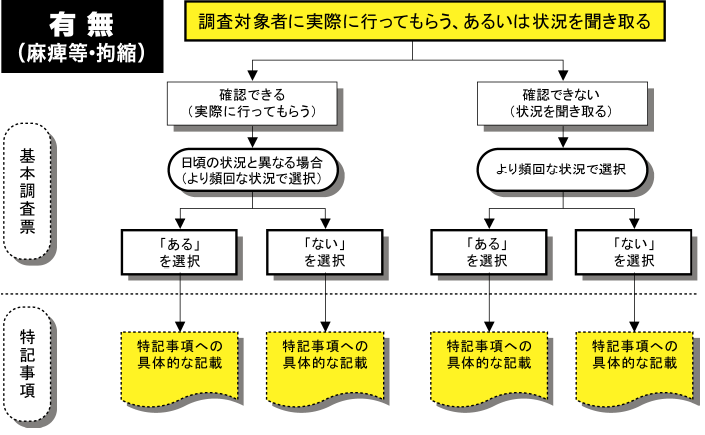 有 無
（麻痺等・拘縮）
調査対象者に実際に行ってもらう、あるいは状況を聞き取る
確認できる
（実際に行ってもらう）
確認できない
（状況を聞き取る）
基本調査票
日頃の状況と異なる場合
（より頻回な状況で選択）
より頻回な状況で選択
「ある」
を選択
「ない」
を選択
「ある」
を選択
「ない」
を選択
特記事項
特記事項への
具体的な記載
特記事項への
具体的な記載
特記事項への
具体的な記載
特記事項への
具体的な記載